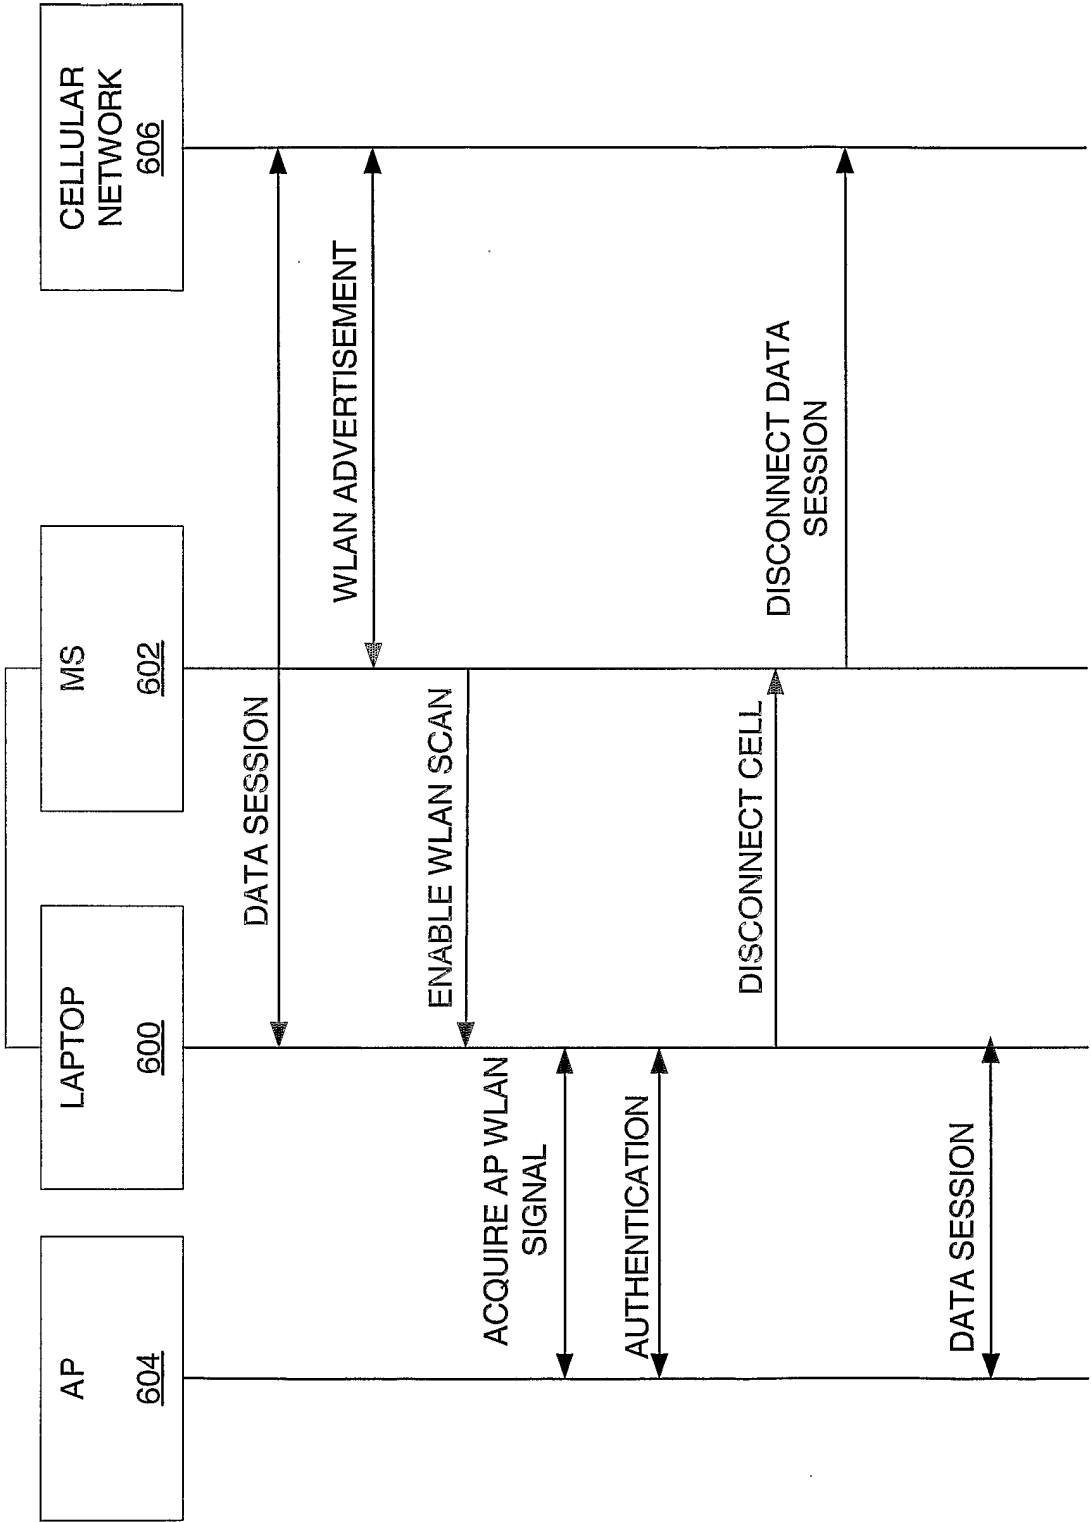 AP
604
LAPTOP
600
MS
602
CELLULAR
NETWORK
606
DATA SESSION
WLAN ADVERTISEMENT
ENABLE WLAN SCAN
ACQUIRE AP WLAN
SIGNAL
AUTHENTICATION
DISCONNECT CELL
DISCONNECT DATA
SESSION
DATA SESSION